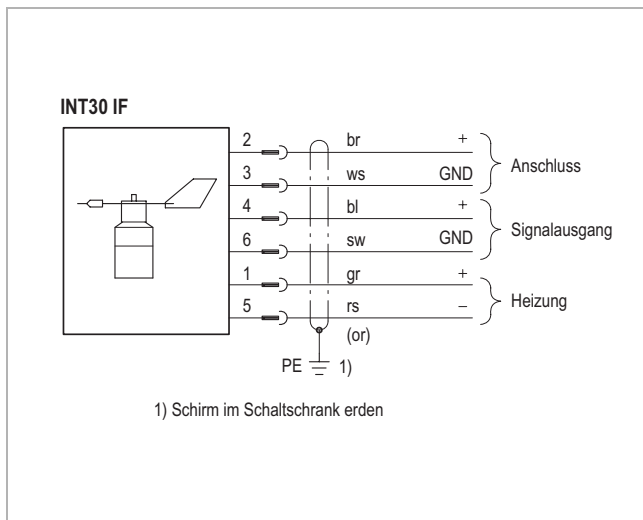 INT30 IF
2 br +
3 ws GND
Anschluss
4 bl +
6 sw GND
Signalausgang
1 gr +
5 rs –
Heizung
(or)
PE 1)
1) Schirm im Schaltschrank erden